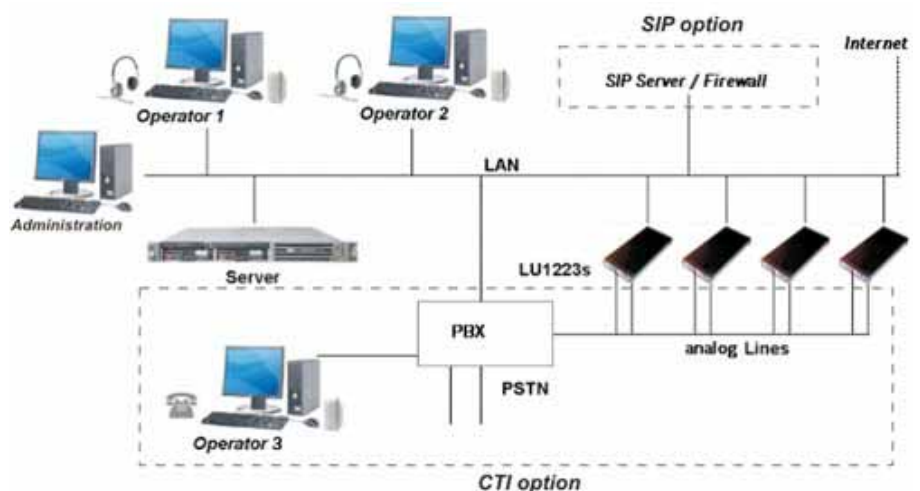 SIP option
Internet
SIP Server / Firewall
Operator 1
Operator 2
LAN
Administration
Server
LU1223s
PBX
analog Lines
PSTN
Operator 3
CTI option